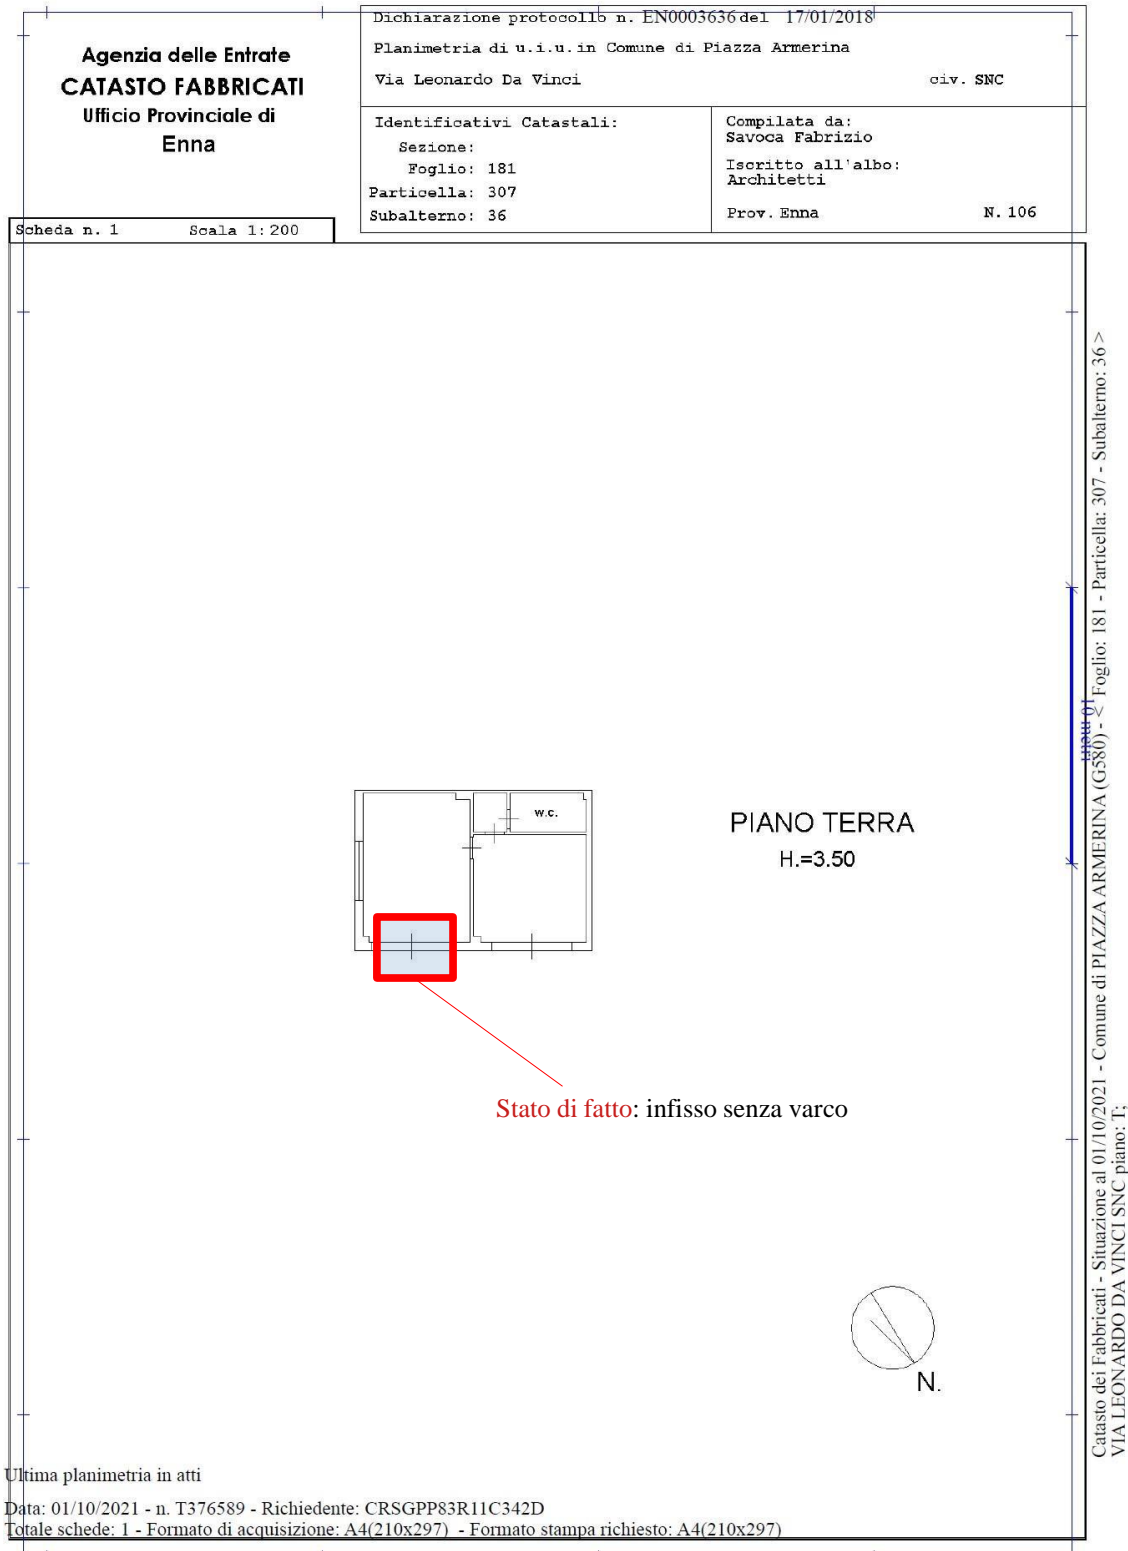 Agenzia delle Entrate
CATASTO FABBRICATI
Ufficio Provinciale di
Enna
Dichiarazione protocollo n. EN0003636 del 17/01/2018
Planimetria di u.i.u. in Comune di Piazza Armerina
Via Leonardo Da Vinci civ. SNC
Identificativi Catastali:
Sezione:
Foglio: 181
Particella: 307
Subalterno: 36
Compilata da:
Savoca Fabrizio
Iscritto all'albo:
Architetti
Prov. Enna N. 106
Scheda n. 1 Scala 1:200
W.C.
PIANO TERRA
H.=3.50
Stato di fatto: infisso senza varco
N.
10 metri
Catasto dei Fabbricati - Situazione al 01/10/2021 - Comune di PIAZZA ARMERINA (G580) - < Foglio: 181 - Particella: 307 - Subalterno: 36 >
VIA LEONARDO DA VINCI SNC piano: T;
Ultima planimetria in atti
Data: 01/10/2021 - n. T376589 - Richiedente: CRSGPP83R11C342D
Totale schede: 1 - Formato di acquisizione: A4(210x297) - Formato stampa richiesto: A4(210x297)